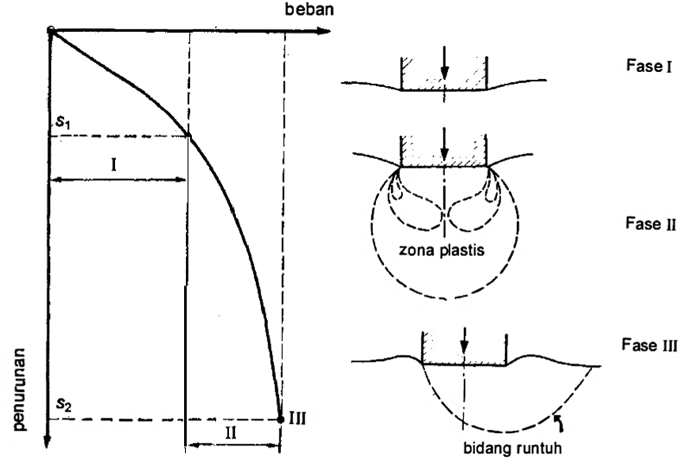 beban
s1
I
penurunan
s2
II
III
Fase I
Fase II
zona plastis
Fase III
bidang runtuh